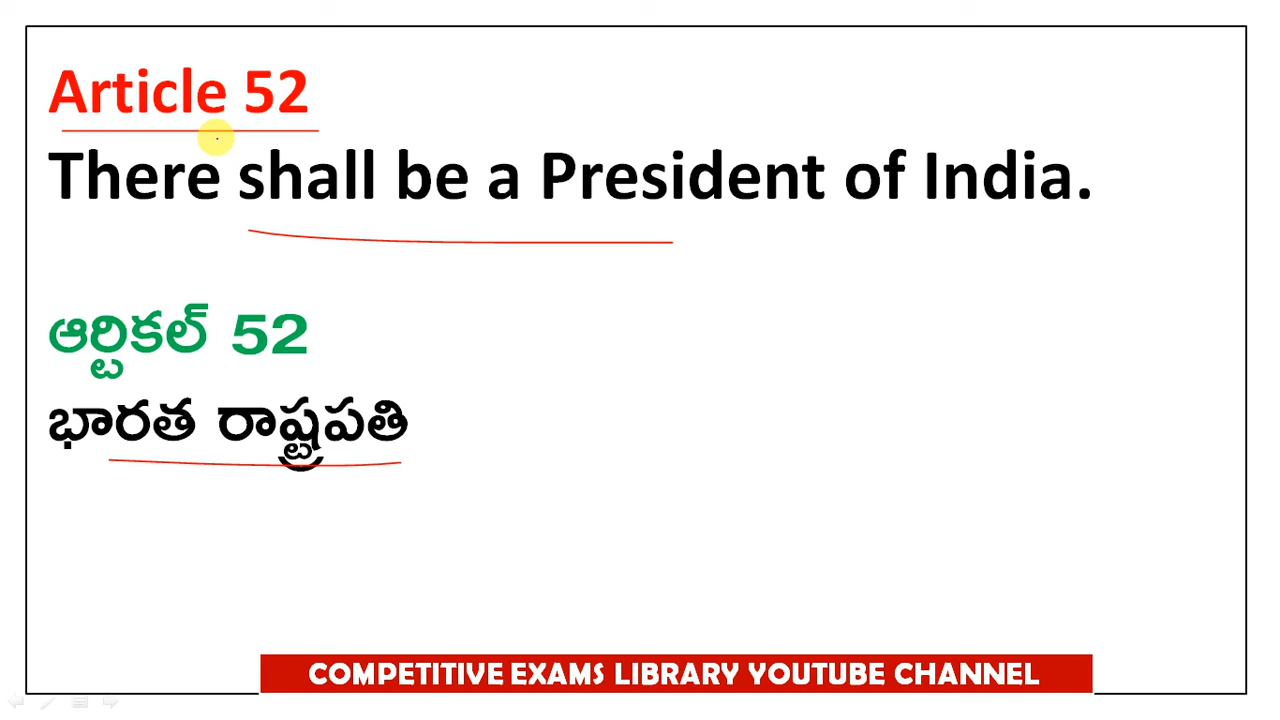 Article 52
There shall be a President of India.
ఆర్టికల్ 52
భారత రాష్ట్రపతి
COMPETITIVE EXAMS LIBRARY YOUTUBE CHANNEL